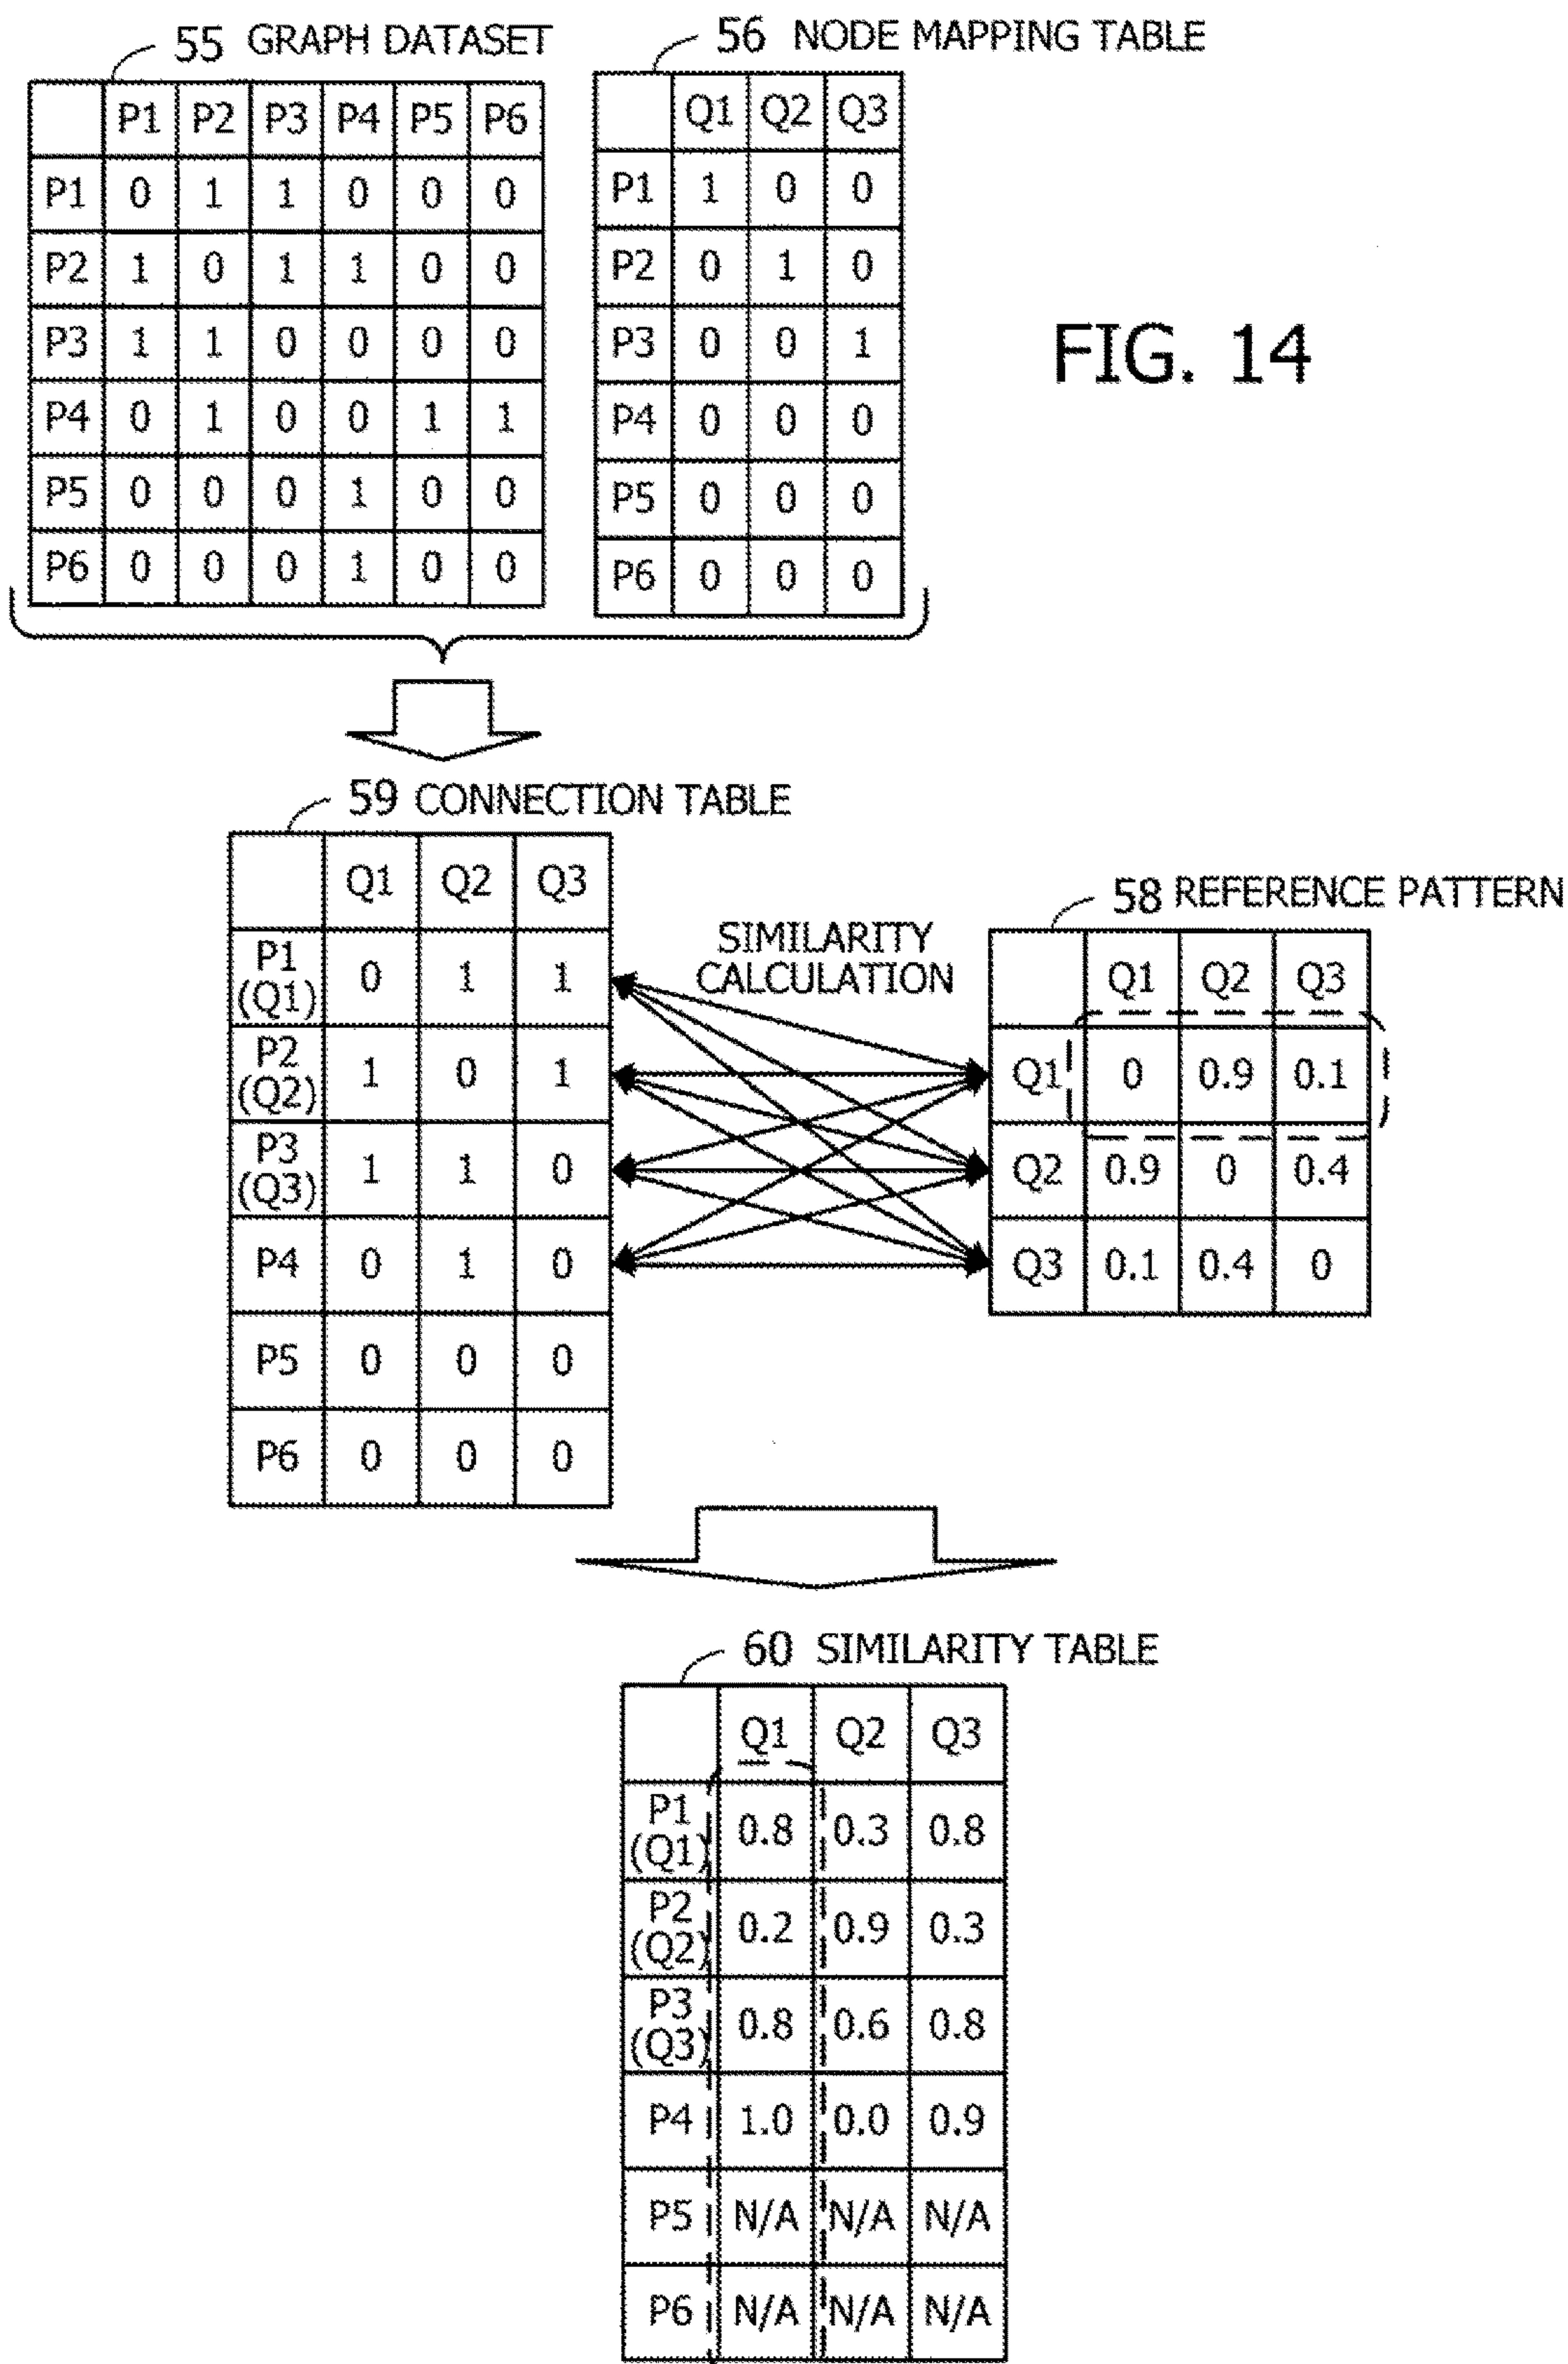 55 GRAPH DATASET
P1 P2 P3 P4 P5 P6
P1 0 1 1 0 0 0
P2 1 0 1 1 0 0
P3 1 1 0 0 0 0
P4 0 1 0 0 1 1
P5 0 0 0 1 0 0
P6 0 0 0 1 0 0
56 NODE MAPPING TABLE
Q1 Q2 Q3
P1 1 0 0
P2 0 1 0
P3 0 0 1
P4 0 0 0
P5 0 0 0
P6 0 0 0
FIG. 14
59 CONNECTION TABLE
Q1 Q2 Q3
P1 (Q1) 0 1 1
P2 (Q2) 1 0 1
P3 (Q3) 1 1 0
P4 0 1 0
P5 0 0 0
P6 0 0 0
SIMILARITY
CALCULATION
58 REFERENCE PATTERN
Q1 Q2 Q3
Q1 0 0.9 0.1
Q2 0.9 0 0.4
Q3 0.1 0.4 0
60 SIMILARITY TABLE
Q1 Q2 Q3
P1 (Q1) 0.8 0.3 0.8
P2 (Q2) 0.2 0.9 0.3
P3 (Q3) 0.8 0.6 0.8
P4 1.0 0.0 0.9
P5 N/A N/A N/A
P6 N/A N/A N/A